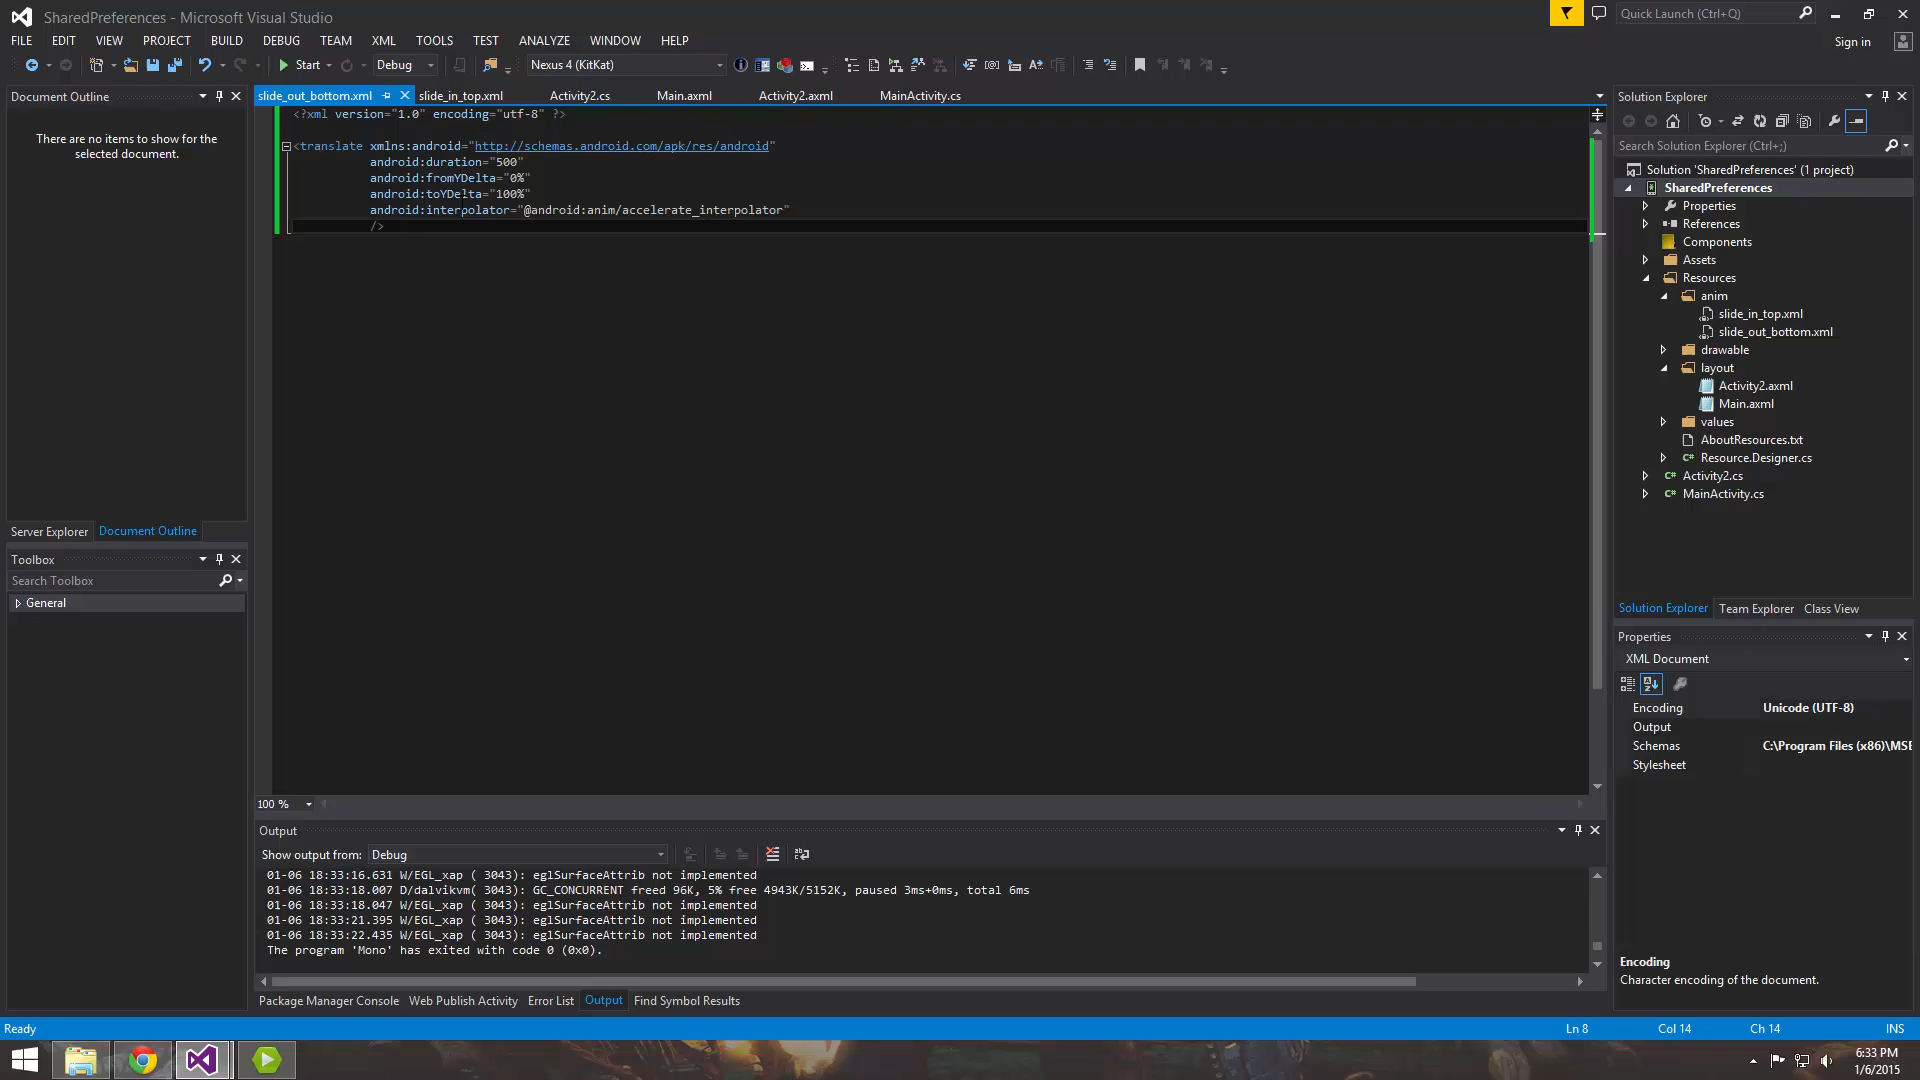 SharedPreferences - Microsoft Visual Studio
Quick Launch (Ctrl+Q)
FILE EDIT VIEW PROJECT BUILD DEBUG TEAM XML TOOLS TEST ANALYZE WINDOW HELP
Sign in
Start Debug Nexus 4 (KitKat)
Document Outline
There are no items to show for the
selected document.
Server Explorer Document Outline
Toolbox
Search Toolbox
General
slide_out_bottom.xml slide_in_top.xml Activity2.cs Main.axml Activity2.axml MainActivity.cs
<?xml version="1.0" encoding="utf-8" ?>
<translate xmlns:android="http://schemas.android.com/apk/res/android"
android:duration="500"
android:fromYDelta="0%"
android:toYDelta="100%"
android:interpolator="@android:anim/accelerate_interpolator"
/>
100 %
Output
Show output from: Debug
01-06 18:33:16.631 W/EGL_xap ( 3043): eglSurfaceAttrib not implemented
01-06 18:33:18.007 D/dalvikvm( 3043): GC_CONCURRENT freed 96K, 5% free 4943K/5152K, paused 3ms+0ms, total 6ms
01-06 18:33:18.047 W/EGL_xap ( 3043): eglSurfaceAttrib not implemented
01-06 18:33:21.395 W/EGL_xap ( 3043): eglSurfaceAttrib not implemented
01-06 18:33:22.435 W/EGL_xap ( 3043): eglSurfaceAttrib not implemented
The program 'Mono' has exited with code 0 (0x0).
Package Manager Console Web Publish Activity Error List Output Find Symbol Results
Solution Explorer
Search Solution Explorer (Ctrl+;)
Solution 'SharedPreferences' (1 project)
SharedPreferences
Properties
References
Components
Assets
Resources
anim
slide_in_top.xml
slide_out_bottom.xml
drawable
layout
Activity2.axml
Main.axml
values
AboutResources.txt
Resource.Designer.cs
Activity2.cs
MainActivity.cs
Solution Explorer Team Explorer Class View
Properties
XML Document
Encoding Unicode (UTF-8)
Output
Schemas C:\Program Files (x86)\MSE
Stylesheet
Encoding
Character encoding of the document.
Ready Ln 8 Col 14 Ch 14 INS
6:33 PM
1/6/2015